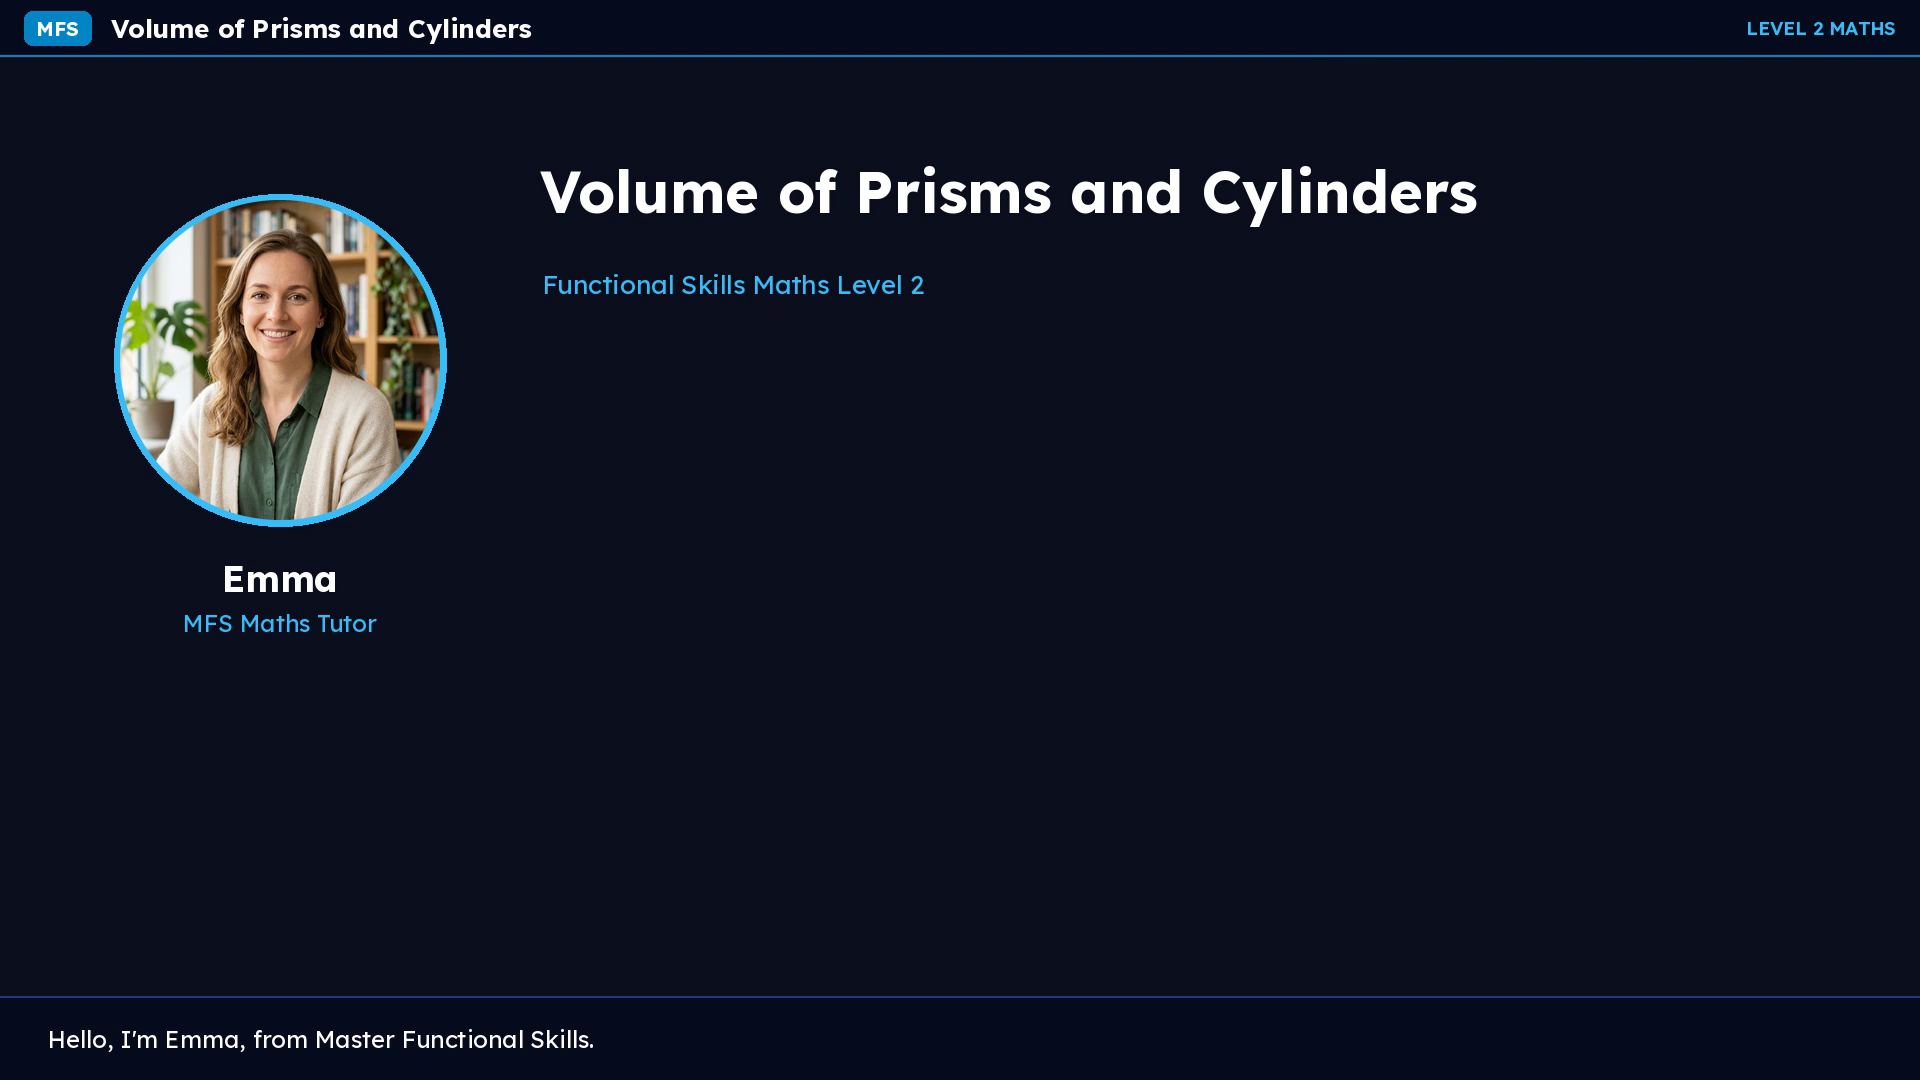 MFS Volume of Prisms and Cylinders LEVEL 2 MATHS
Volume of Prisms and Cylinders
Functional Skills Maths Level 2
Emma
MFS Maths Tutor
Hello, I'm Emma, from Master Functional Skills.